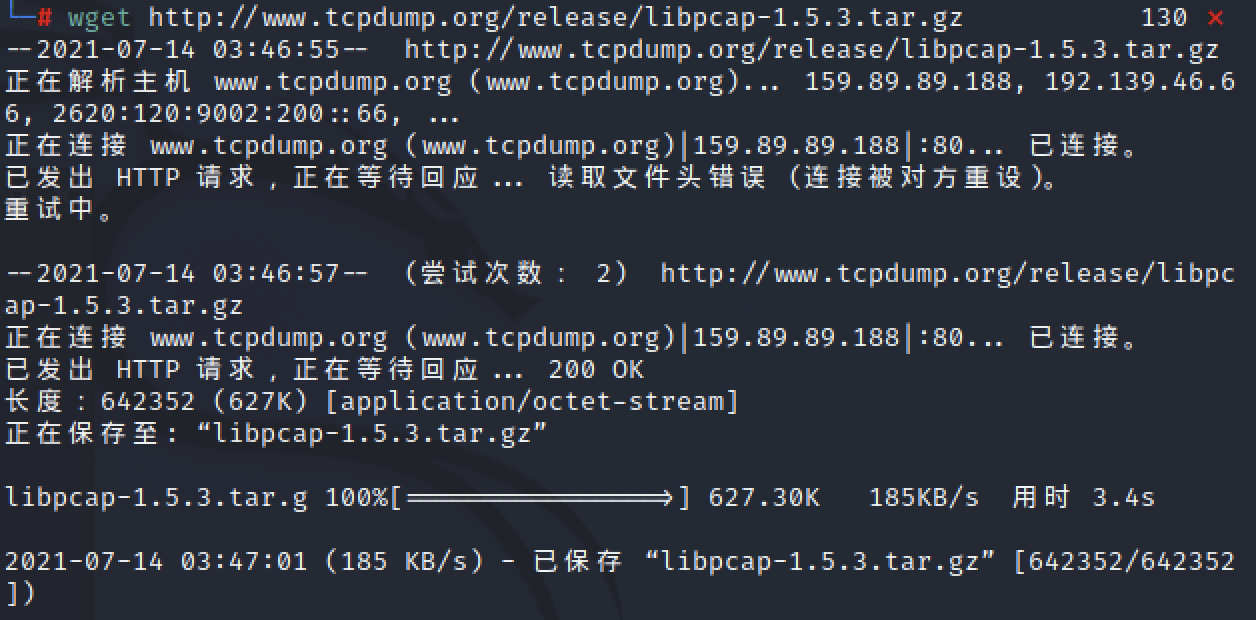 └─# wget http://www.tcpdump.org/release/libpcap-1.5.3.tar.gz 130 ⨯
--2021-07-14 03:46:55--  http://www.tcpdump.org/release/libpcap-1.5.3.tar.gz
正在解析主机 www.tcpdump.org (www.tcpdump.org)... 159.89.89.188, 192.139.46.6
6, 2620:120:9002:200::66, ...
正在连接 www.tcpdump.org (www.tcpdump.org)|159.89.89.188|:80... 已连接。
已发出 HTTP 请求，正在等待回应... 读取文件头错误 (连接被对方重设)。
重试中。
--2021-07-14 03:46:57--  (尝试次数： 2)  http://www.tcpdump.org/release/libpc
ap-1.5.3.tar.gz
正在连接 www.tcpdump.org (www.tcpdump.org)|159.89.89.188|:80... 已连接。
已发出 HTTP 请求，正在等待回应... 200 OK
长度：642352 (627K) [application/octet-stream]
正在保存至: “libpcap-1.5.3.tar.gz”
libpcap-1.5.3.tar.g 100%[===================>] 627.30K   185KB/s  用时 3.4s
2021-07-14 03:47:01 (185 KB/s) - 已保存 “libpcap-1.5.3.tar.gz” [642352/642352
])